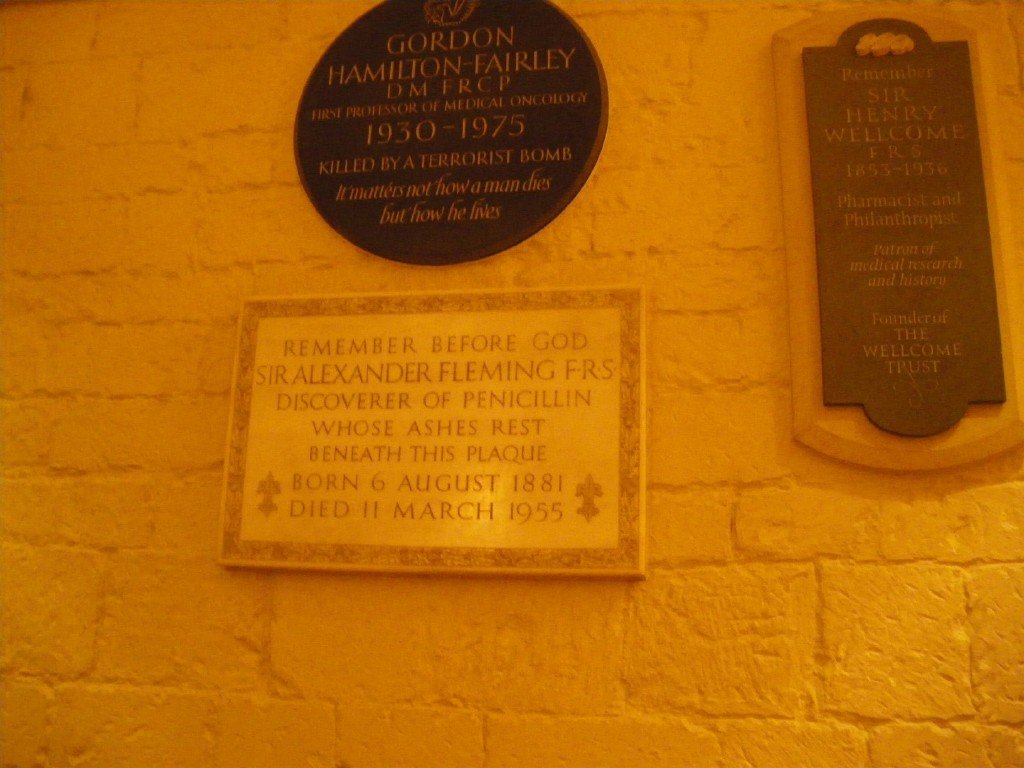 GORDON
HAMILTON-FAIRLEY
DM FRCP
FIRST PROFESSOR OF MEDICAL ONCOLOGY
1930-1975
KILLED BY A TERRORIST BOMB
It matters not how a man dies
but how he lives
REMEMBER BEFORE GOD
SIR ALEXANDER FLEMING F·R·S
DISCOVERER OF PENICILLIN
WHOSE ASHES REST
BENEATH THIS PLAQUE
BORN 6 AUGUST 1881
DIED 11 MARCH 1955
Remember
SIR
HENRY
WELLCOME
F R S
1853-1936
Pharmacist and
Philanthropist
Patron of
medical research
and history
Founder of
THE
WELLCOME
TRUST